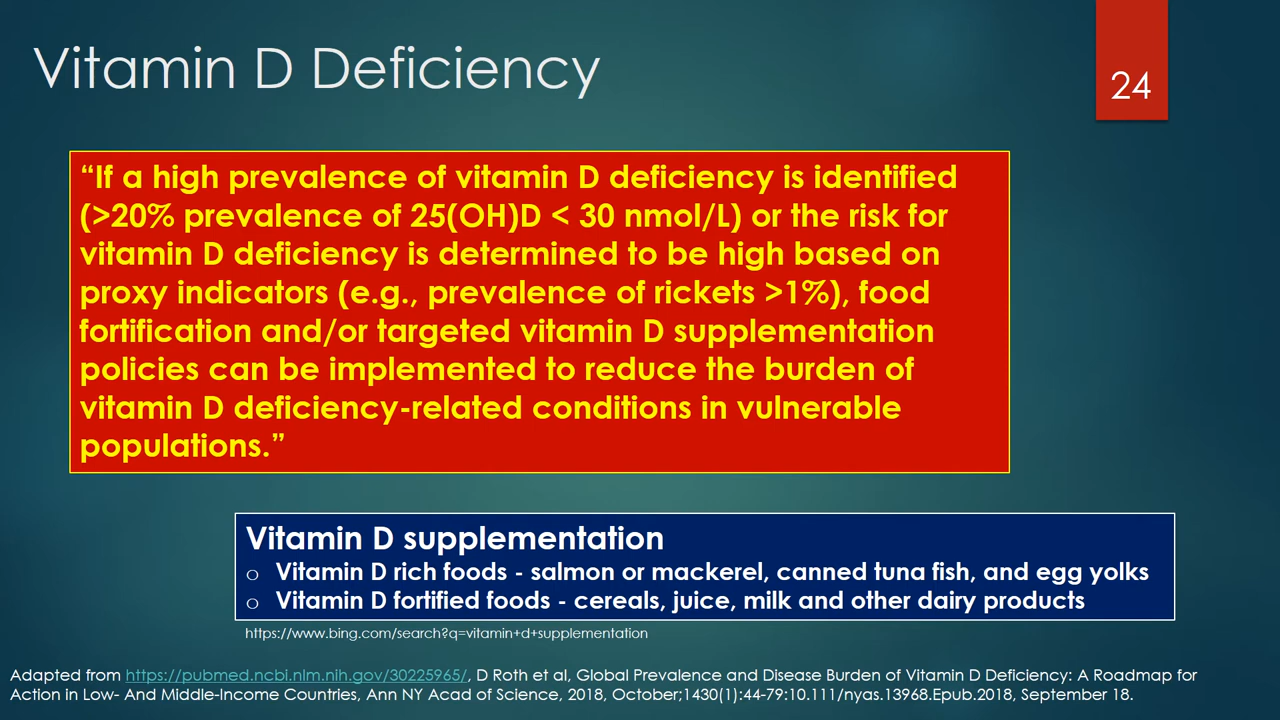 Vitamin D Deficiency
24
“If a high prevalence of vitamin D deficiency is identified
(>20% prevalence of 25(OH)D < 30 nmol/L) or the risk for
vitamin D deficiency is determined to be high based on
proxy indicators (e.g., prevalence of rickets >1%), food
fortification and/or targeted vitamin D supplementation
policies can be implemented to reduce the burden of
vitamin D deficiency-related conditions in vulnerable
populations.”
Vitamin D supplementation
o Vitamin D rich foods - salmon or mackerel, canned tuna fish, and egg yolks
o Vitamin D fortified foods - cereals, juice, milk and other dairy products
https://www.bing.com/search?q=vitamin+d+supplementation
Adapted from https://pubmed.ncbi.nlm.nih.gov/30225965/, D Roth et al, Global Prevalence and Disease Burden of Vitamin D Deficiency: A Roadmap for
Action in Low- And Middle-Income Countries, Ann NY Acad of Science, 2018, October;1430(1):44-79:10.111/nyas.13968.Epub.2018, September 18.